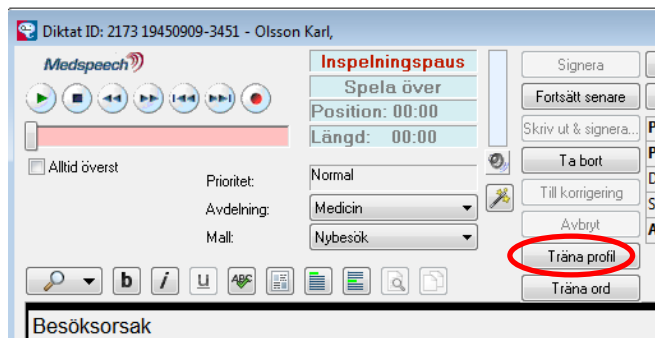 Diktat ID: 2173 19450909-3451 - Olsson Karl,
Medspeech
Inspelningspaus
Spela över
Position: 00:00
Längd: 00:00
Alltid överst
Prioritet: Normal
Avdelning: Medicin
Mall: Nybesök
Signera
Fortsätt senare
Skriv ut & signera...
Ta bort
Till korrigering
Avbryt
Träna profil
Träna ord
P
P
D
S
A
b i u ABC
Besöksorsak